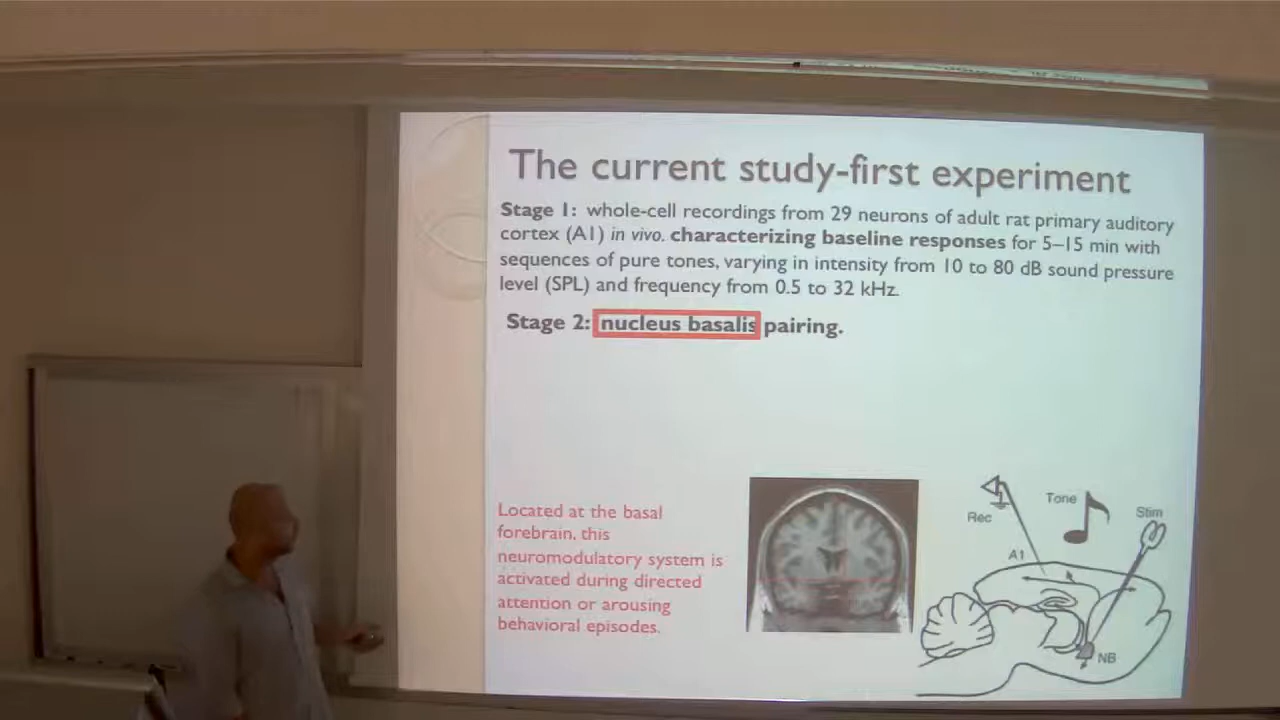 The current study-first experiment
Stage 1: whole-cell recordings from 29 neurons of adult rat primary auditory
cortex (A1) in vivo. characterizing baseline responses for 5–15 min with
sequences of pure tones, varying in intensity from 10 to 80 dB sound pressure
level (SPL) and frequency from 0.5 to 32 kHz.
Stage 2: nucleus basalis pairing.
Located at the basal
forebrain, this
neuromodulatory system is
activated during directed
attention or arousing
behavioral episodes.
Rec
Tone
Stim
A1
NB